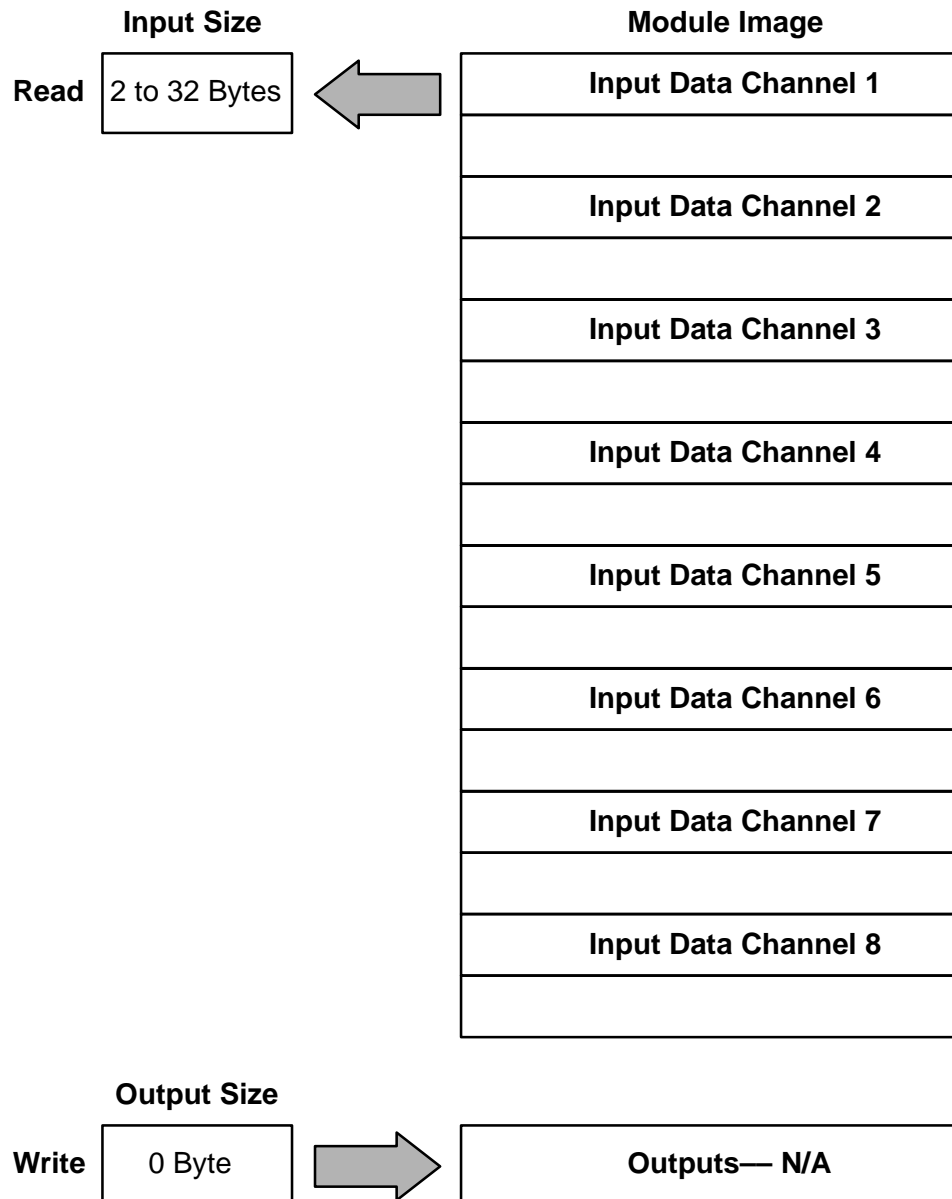 Input Size
Module Image
Read
2 to 32 Bytes
Input Data Channel 1
Input Data Channel 2
Input Data Channel 3
Input Data Channel 4
Input Data Channel 5
Input Data Channel 6
Input Data Channel 7
Input Data Channel 8
Output Size
Write
0 Byte
Outputs— N/A